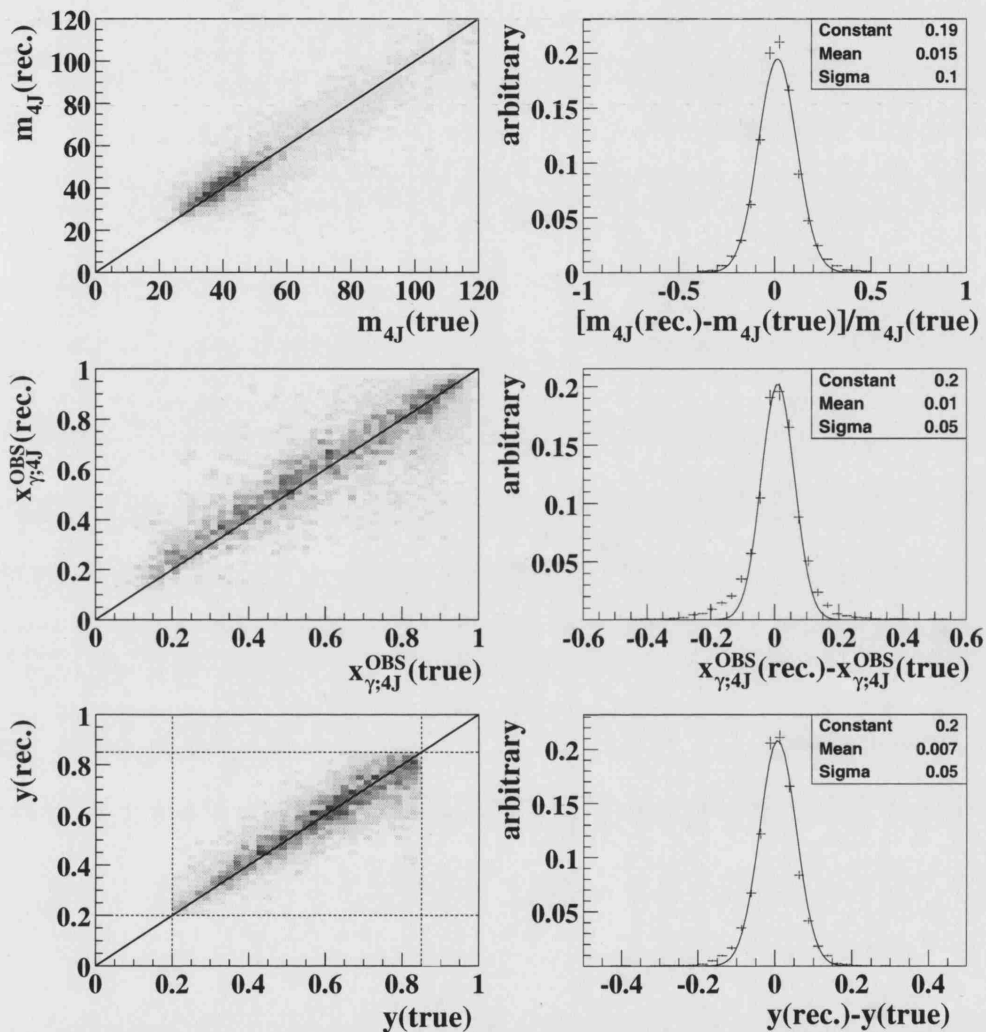 m4J(rec.)
120
100
80
60
40
20
0
0 20 40 60 80 100 120
m4J(true)
arbitrary
0.2
0.15
0.1
0.05
0
Constant 0.19
Mean 0.015
Sigma 0.1
-1 -0.5 0 0.5 1
[m4J(rec.)-m4J(true)]/m4J(true)
xγ;4J^OBS(rec.)
1
0.8
0.6
0.4
0.2
0
0 0.2 0.4 0.6 0.8 1
xγ;4J^OBS(true)
arbitrary
0.2
0.15
0.1
0.05
Constant 0.2
Mean 0.01
Sigma 0.05
-0.6 -0.4 -0.2 0 0.2 0.4 0.6
xγ;4J^OBS(rec.)-xγ;4J^OBS(true)
y(rec.)
1
0.8
0.6
0.4
0.2
0
0 0.2 0.4 0.6 0.8 1
y(true)
arbitrary
0.2
0.15
0.1
0.05
Constant 0.2
Mean 0.007
Sigma 0.05
-0.4 -0.2 0 0.2 0.4
y(rec.)-y(true)